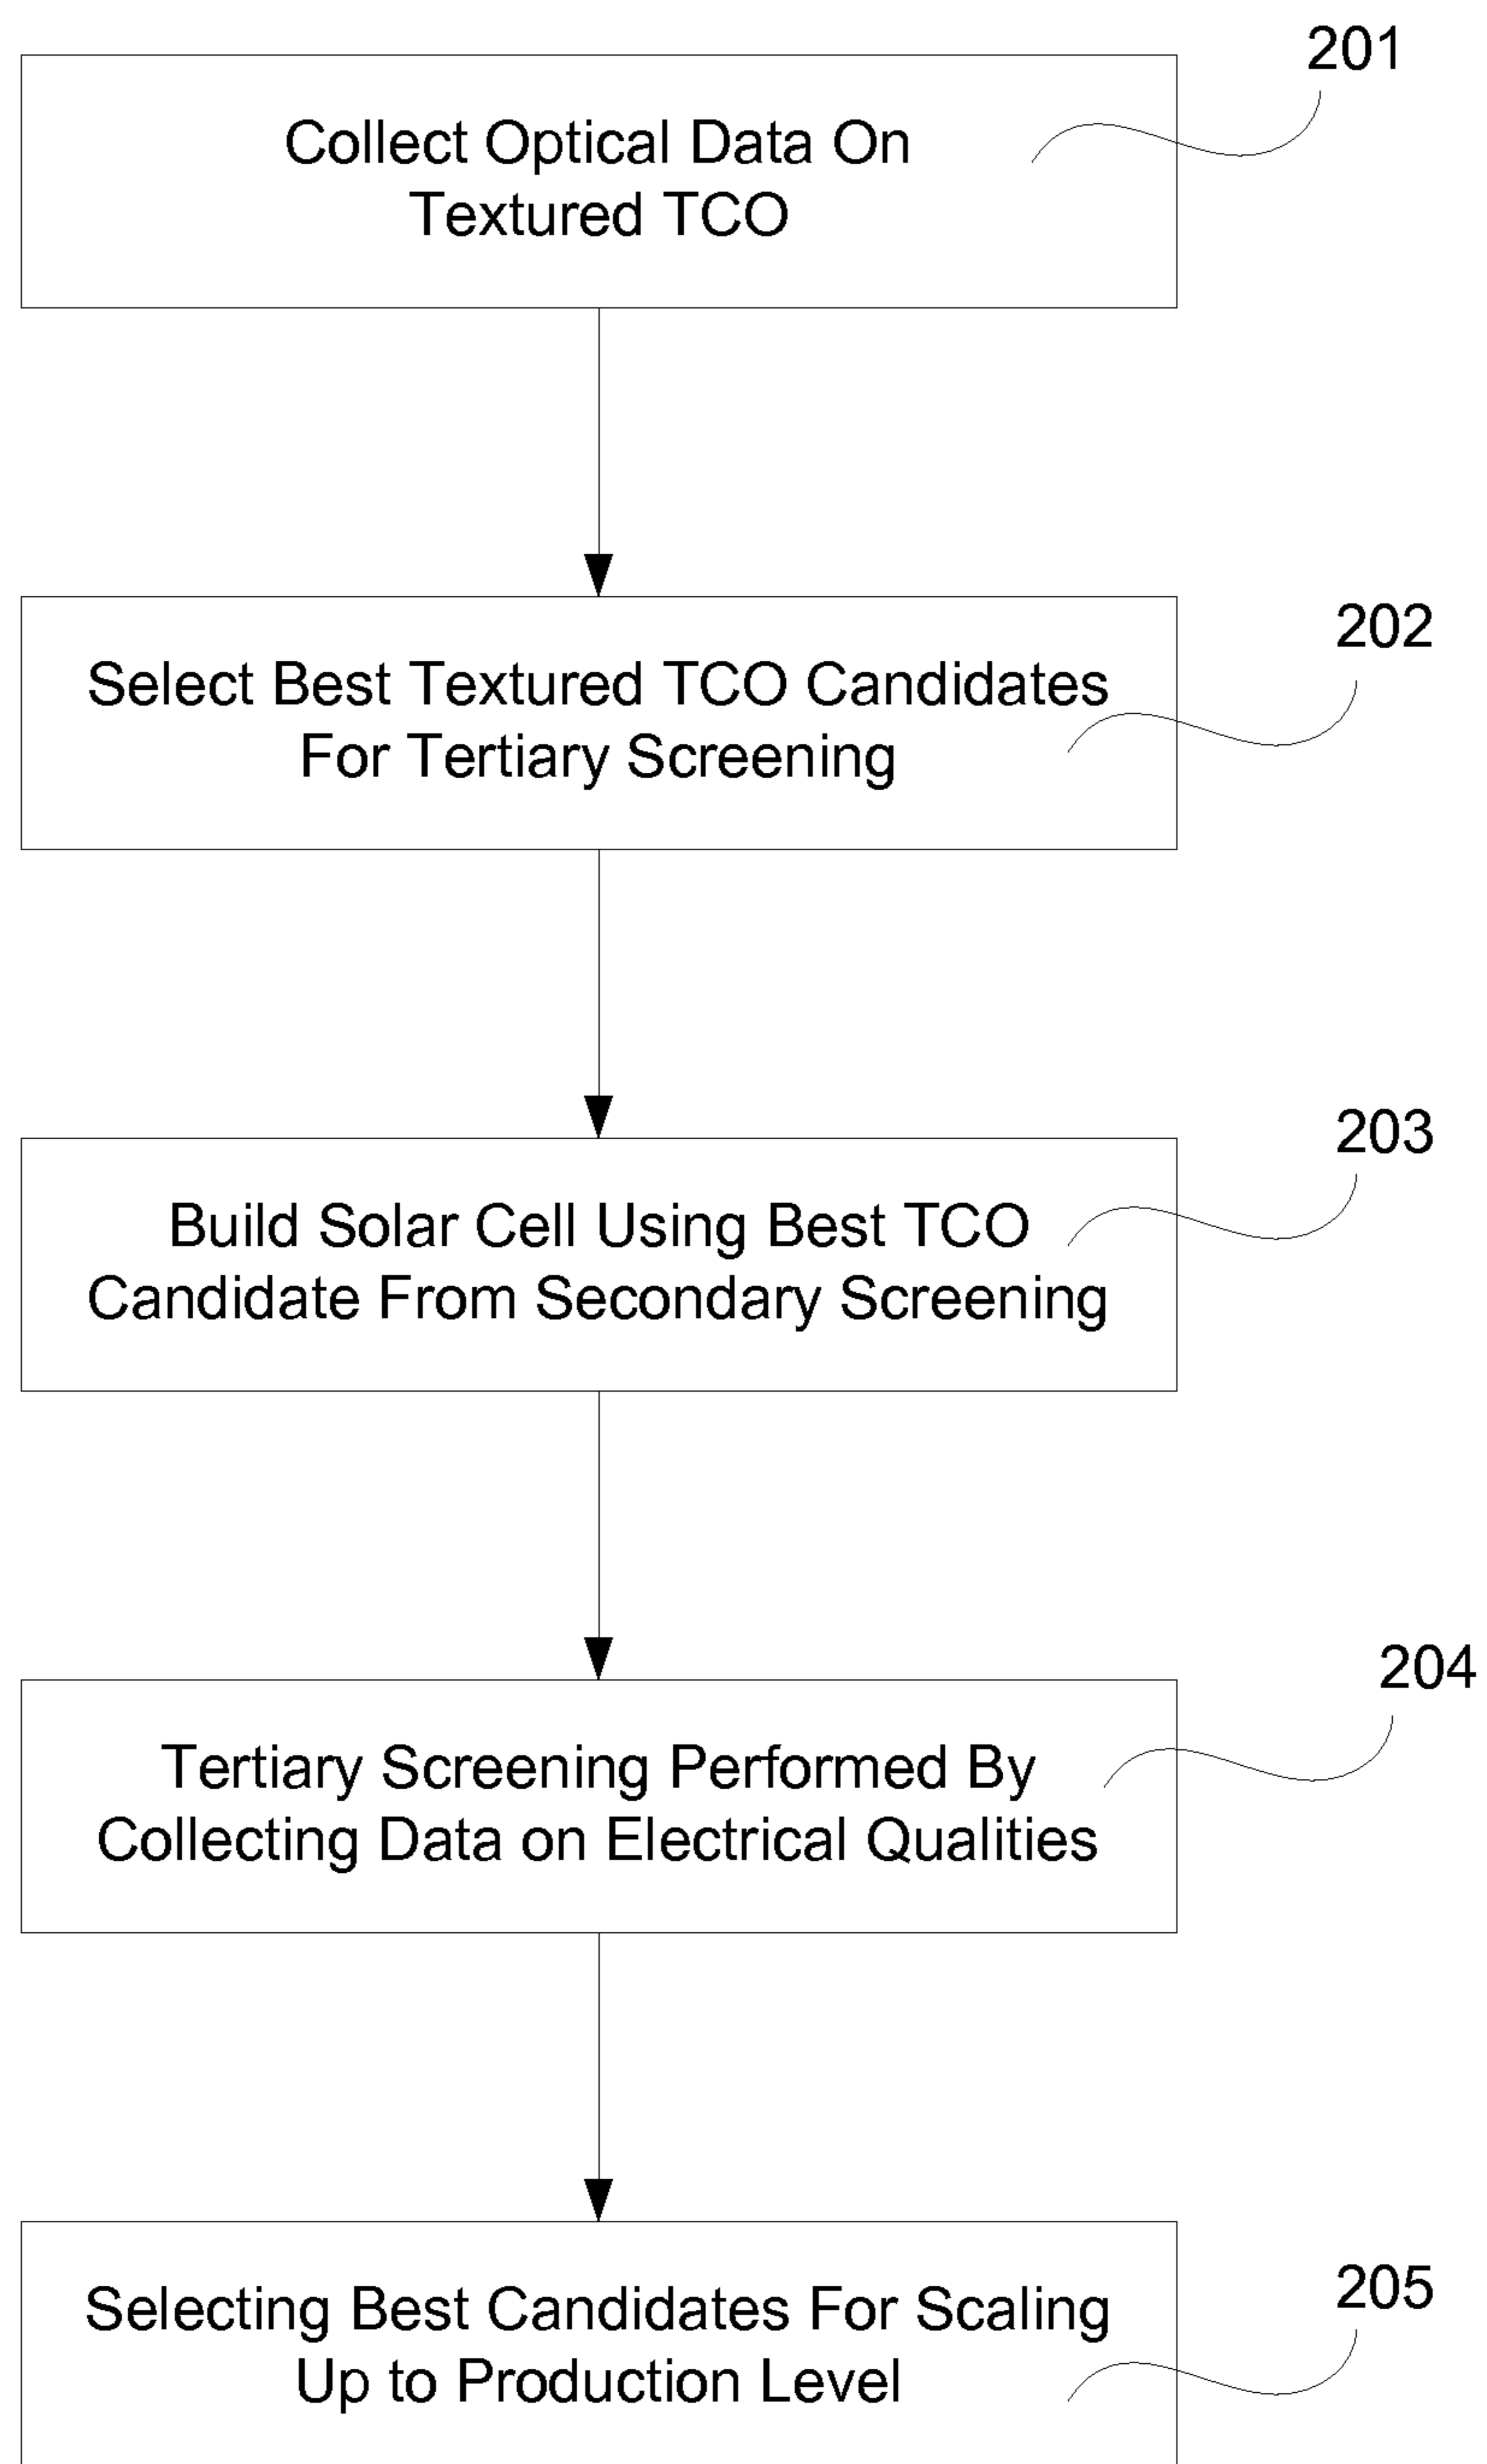 201
Collect Optical Data On
Textured TCO
202
Select Best Textured TCO Candidates
For Tertiary Screening
203
Build Solar Cell Using Best TCO
Candidate From Secondary Screening
204
Tertiary Screening Performed By
Collecting Data on Electrical Qualities
205
Selecting Best Candidates For Scaling
Up to Production Level